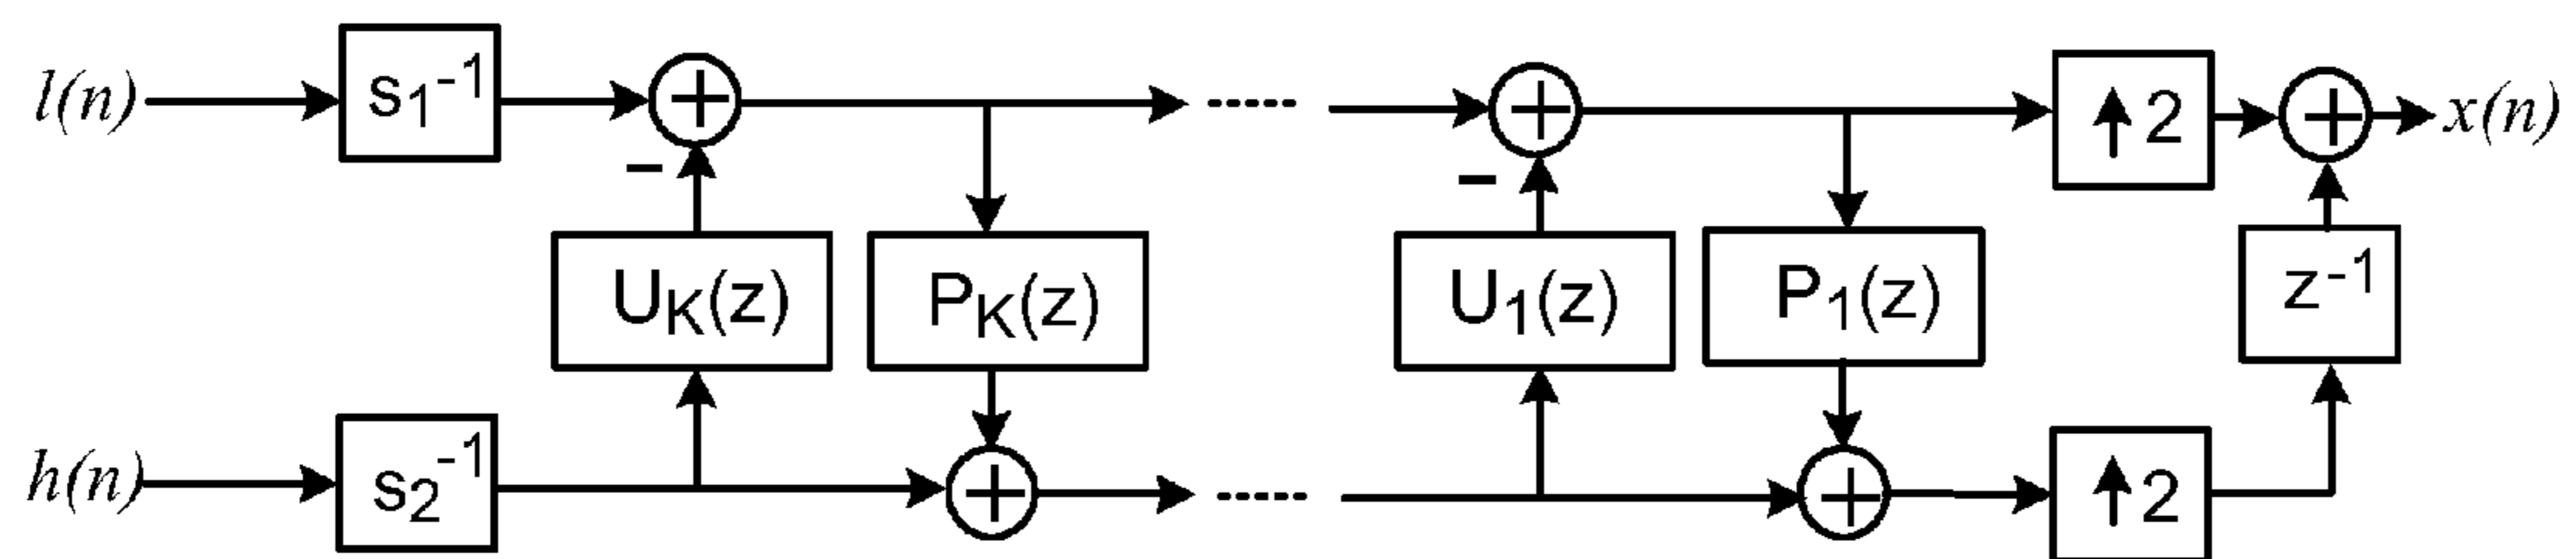 l(n)
s₁⁻¹
+
+
↑2
+
x(n)
−
−
Uₖ(z)
Pₖ(z)
U₁(z)
P₁(z)
z⁻¹
h(n)
s₂⁻¹
+
+
↑2